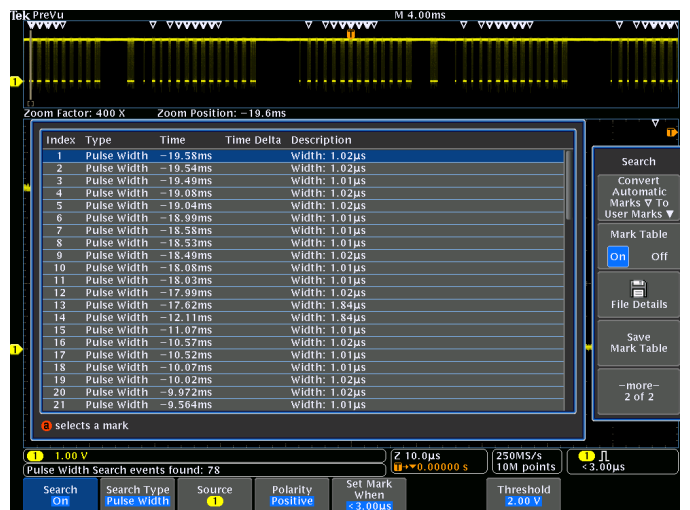 Tek PreVu M 4.00ms
T
1
Zoom Factor: 400 X Zoom Position: −19.6ms
T
Index Type Time Time Delta Description
1 Pulse Width −19.58ms Width: 1.02µs
2 Pulse Width −19.54ms Width: 1.02µs
3 Pulse Width −19.49ms Width: 1.01µs
4 Pulse Width −19.08ms Width: 1.02µs
5 Pulse Width −19.04ms Width: 1.02µs
6 Pulse Width −18.99ms Width: 1.01µs
7 Pulse Width −18.58ms Width: 1.01µs
8 Pulse Width −18.53ms Width: 1.01µs
9 Pulse Width −18.49ms Width: 1.02µs
10 Pulse Width −18.08ms Width: 1.01µs
11 Pulse Width −18.03ms Width: 1.01µs
12 Pulse Width −17.99ms Width: 1.02µs
13 Pulse Width −17.62ms Width: 1.84µs
14 Pulse Width −12.11ms Width: 1.84µs
15 Pulse Width −11.07ms Width: 1.01µs
16 Pulse Width −10.57ms Width: 1.02µs
17 Pulse Width −10.52ms Width: 1.01µs
18 Pulse Width −10.07ms Width: 1.01µs
19 Pulse Width −10.02ms Width: 1.02µs
20 Pulse Width −9.972ms Width: 1.02µs
21 Pulse Width −9.564ms Width: 1.01µs
a selects a mark
1
Search
Convert
Automatic
Marks ∇ To
User Marks ▼
Mark Table
On Off
File Details
Save
Mark Table
−more−
2 of 2
1 1.00 V
Z 10.0µs
T→▼0.00000 s
250MS/s
10M points
1
<3.00µs
Pulse Width Search events found: 78
Search
On
Search Type
Pulse Width
Source
1
Polarity
Positive
Set Mark
When
<3.00µs
Threshold
2.00 V